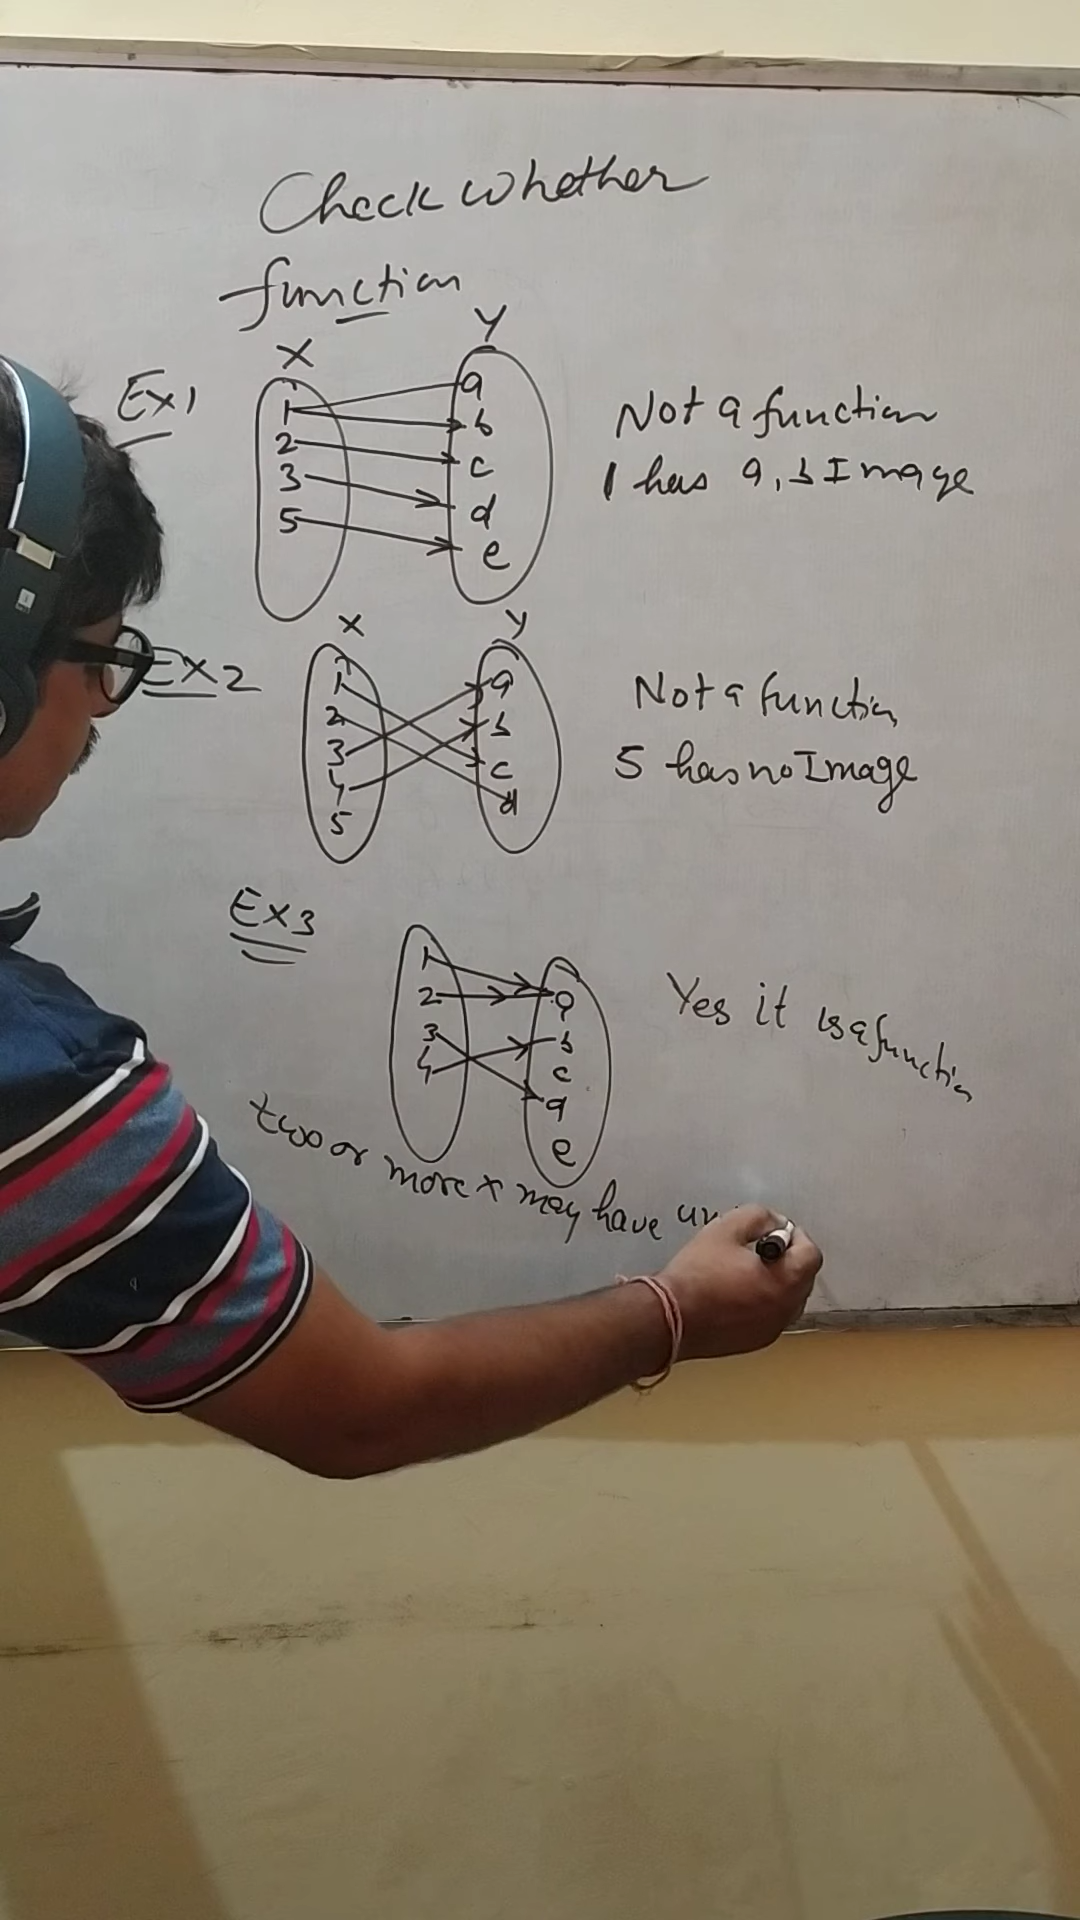 Check whether
function
Ex1
X
Y
1
2
3
5
a
b
c
d
e
Not a function
1 has a, b Image
Ex2
X
Y
1
2
3
4
5
a
b
c
d
Not a function
5 has no Image
Ex3
1
2
3
4
a
b
c
d
e
Yes it is a function
two or more x may have